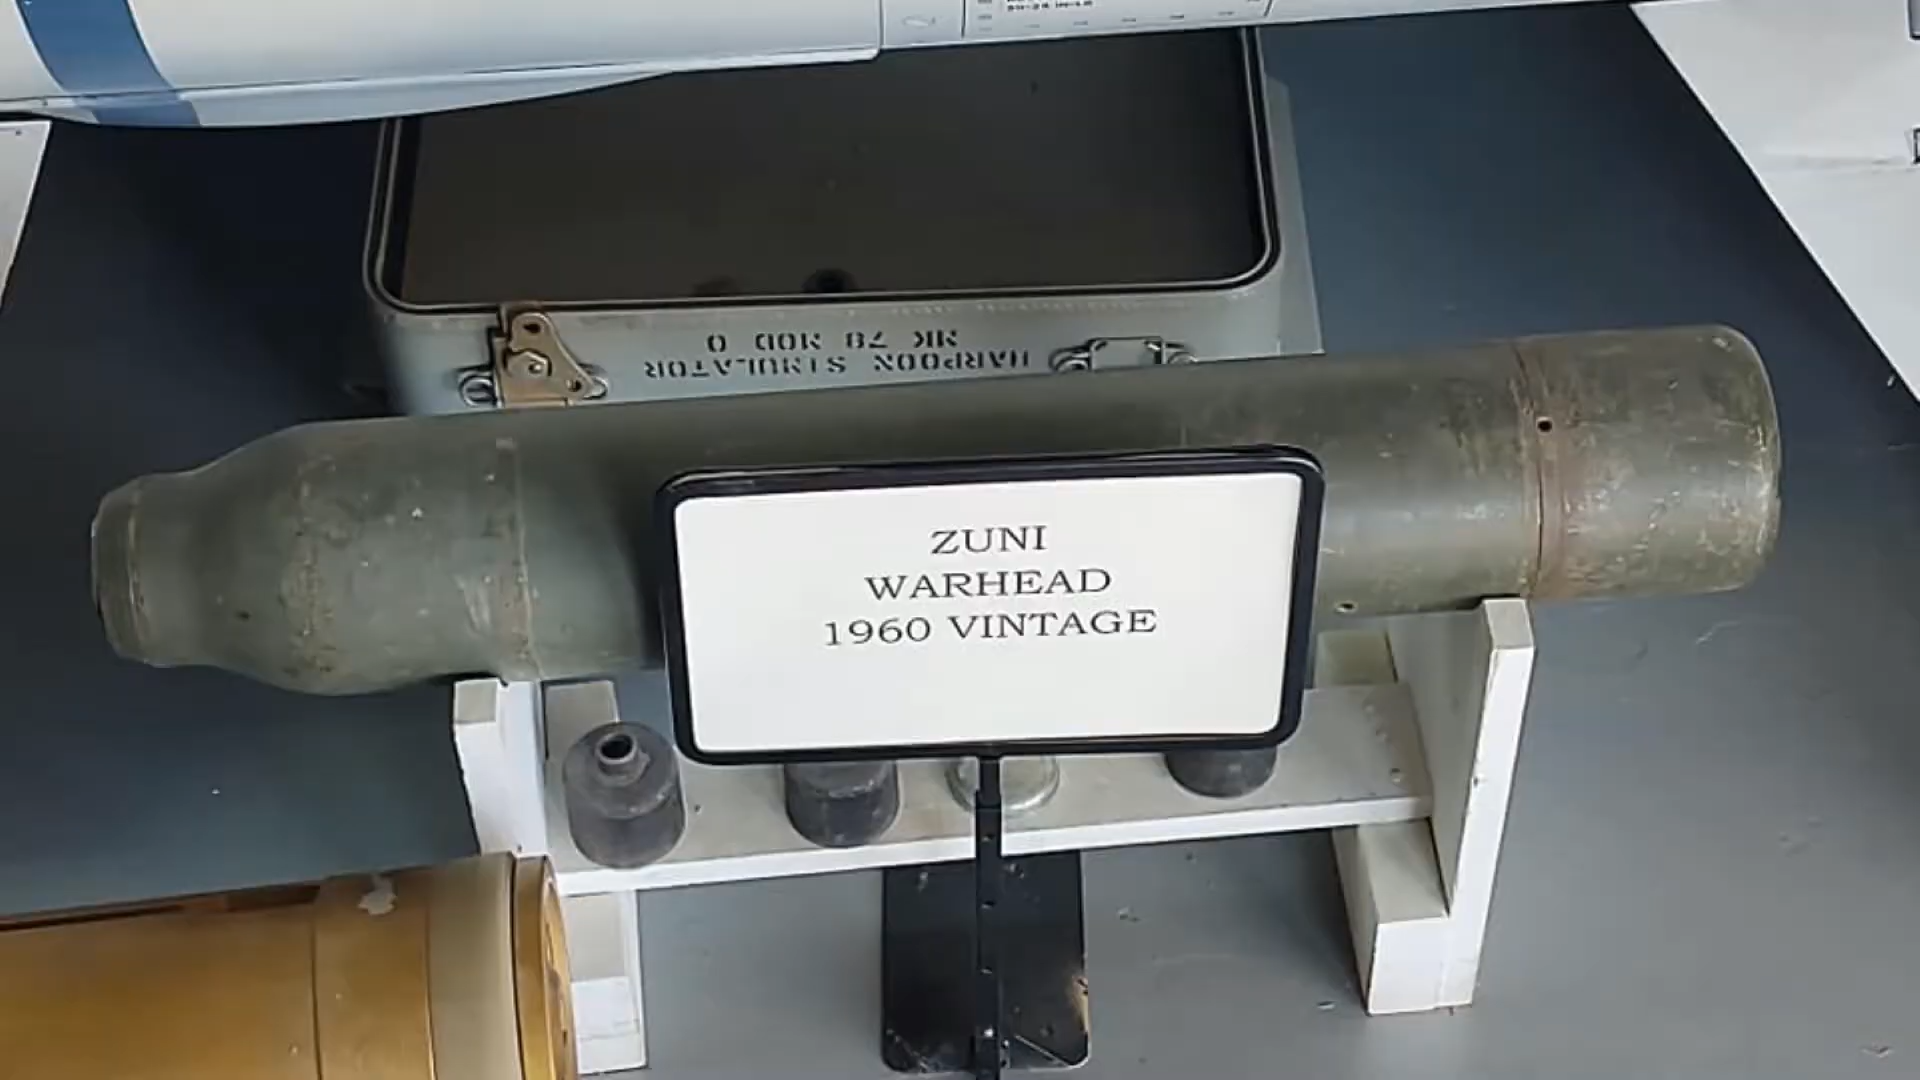 HARPOON SIMULATOR
MK 78 MOD 0
ZUNI
WARHEAD
1960 VINTAGE